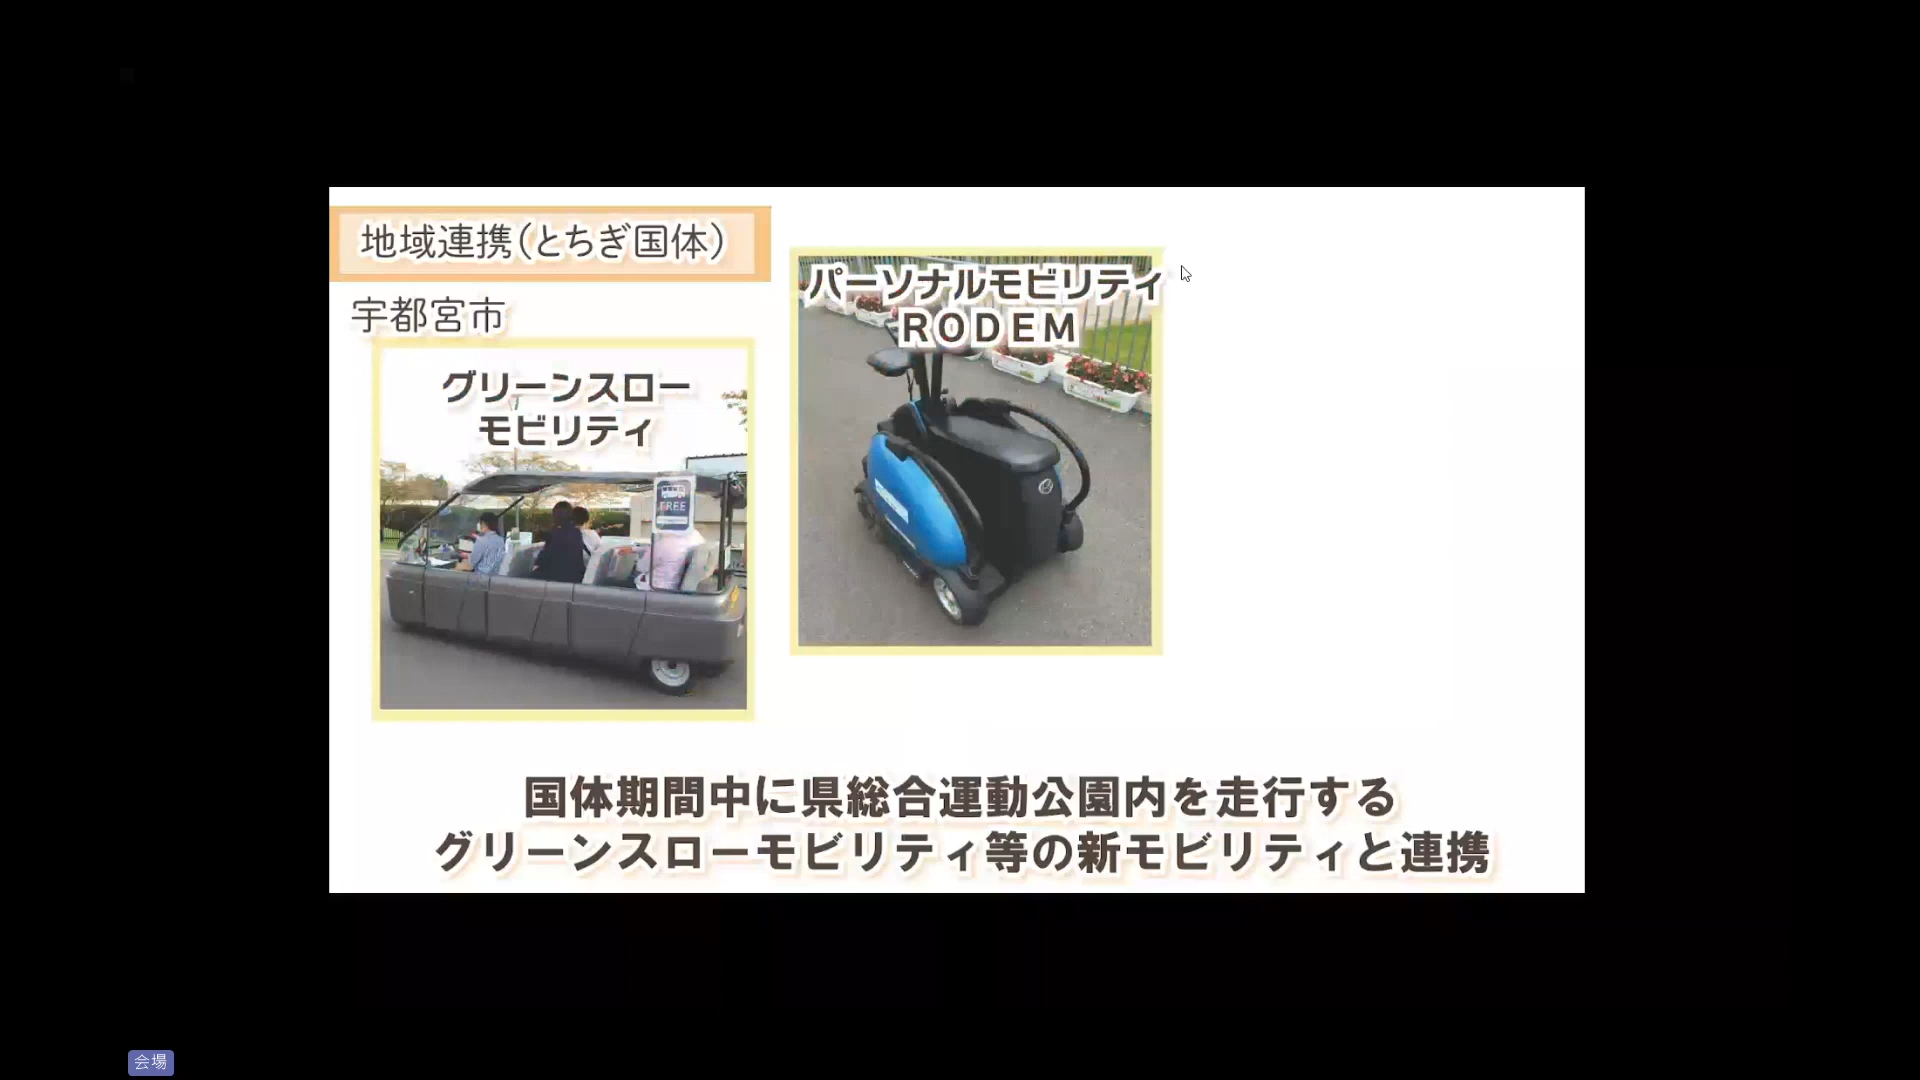 地域連携(とちぎ国体)
宇都宮市
グリーンスロー
モビリティ
FREE
パーソナルモビリティ
RODEM
国体期間中に県総合運動公園内を走行する
グリーンスローモビリティ等の新モビリティと連携
会場